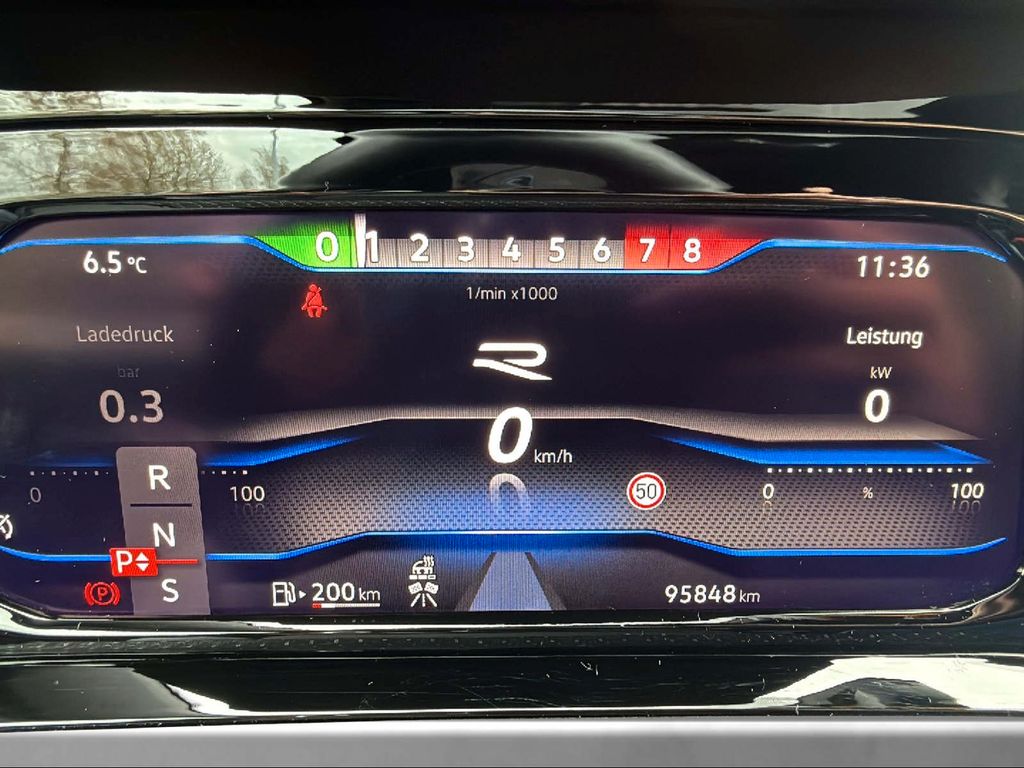 0 1 2 3 4 5 6 7 8
6.5 °C
11:36
1/min x1000
Ladedruck
Leistung
bar
kW
0.3
0
R
0
km/h
0
100
50
0
%
100
N
P
S
P
200 km
95848 km